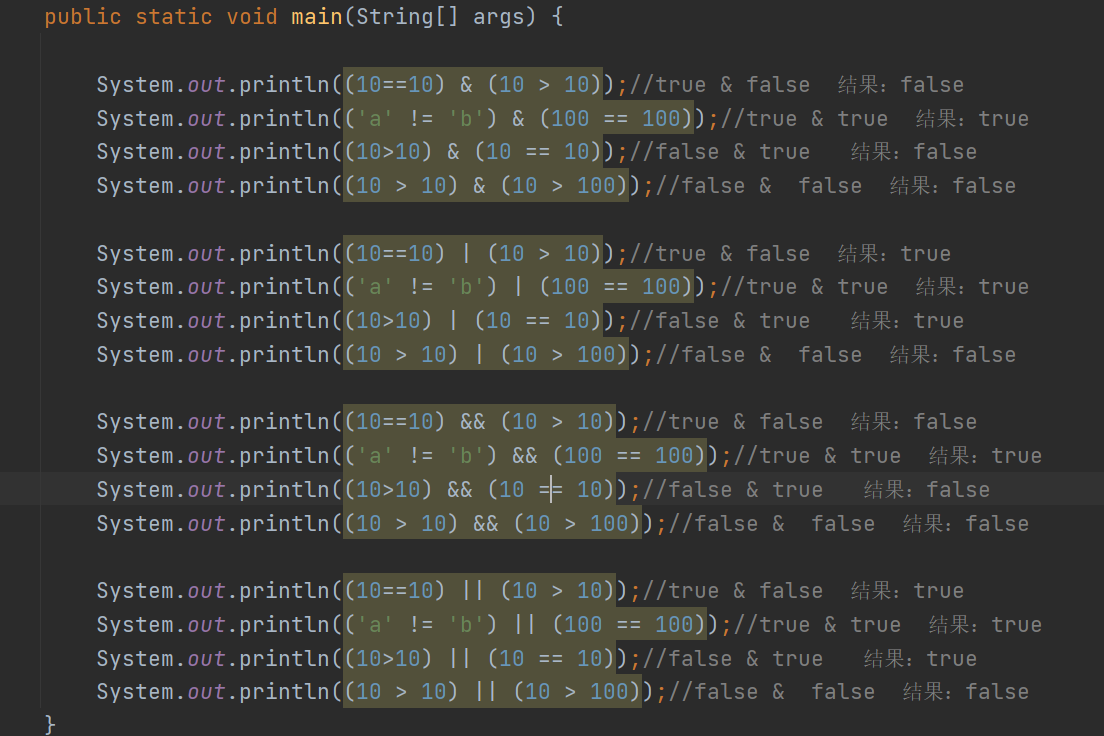 public static void main(String[] args) {
System.out.println((10==10) & (10 > 10));//true & false  结果：false
System.out.println(('a' != 'b') & (100 == 100));//true & true  结果：true
System.out.println((10>10) & (10 == 10));//false & true   结果：false
System.out.println((10 > 10) & (10 > 100));//false &  false  结果：false
System.out.println((10==10) | (10 > 10));//true & false  结果：true
System.out.println(('a' != 'b') | (100 == 100));//true & true  结果：true
System.out.println((10>10) | (10 == 10));//false & true   结果：true
System.out.println((10 > 10) | (10 > 100));//false &  false  结果：false
System.out.println((10==10) && (10 > 10));//true & false  结果：false
System.out.println(('a' != 'b') && (100 == 100));//true & true  结果：true
System.out.println((10>10) && (10 == 10));//false & true   结果：false
System.out.println((10 > 10) && (10 > 100));//false &  false  结果：false
System.out.println((10==10) || (10 > 10));//true & false  结果：true
System.out.println(('a' != 'b') || (100 == 100));//true & true  结果：true
System.out.println((10>10) || (10 == 10));//false & true   结果：true
System.out.println((10 > 10) || (10 > 100));//false &  false  结果：false
}